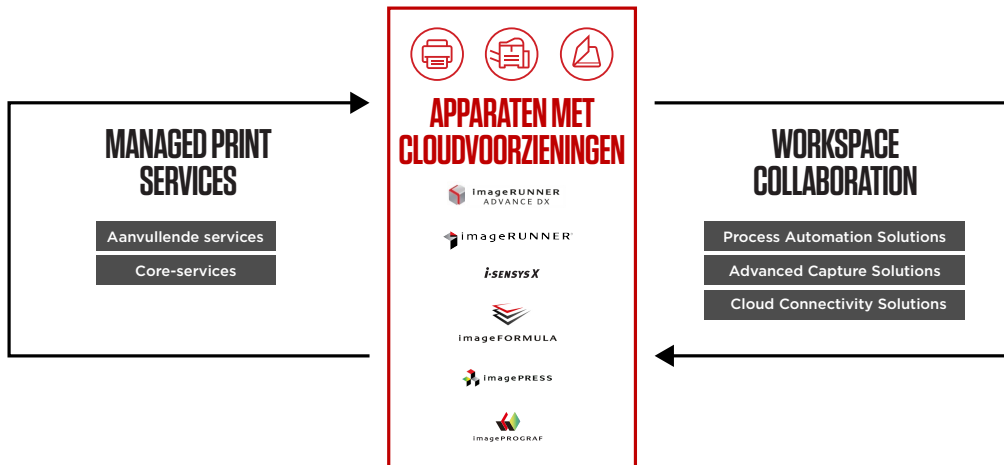 MANAGED PRINT
SERVICES
Aanvullende services
Core-services
APPARATEN MET
CLOUDVOORZIENINGEN
imageRUNNER
ADVANCE DX
imageRUNNER
i-SENSYS X
imageFORMULA
imagePRESS
imagePROGRAF
WORKSPACE
COLLABORATION
Process Automation Solutions
Advanced Capture Solutions
Cloud Connectivity Solutions